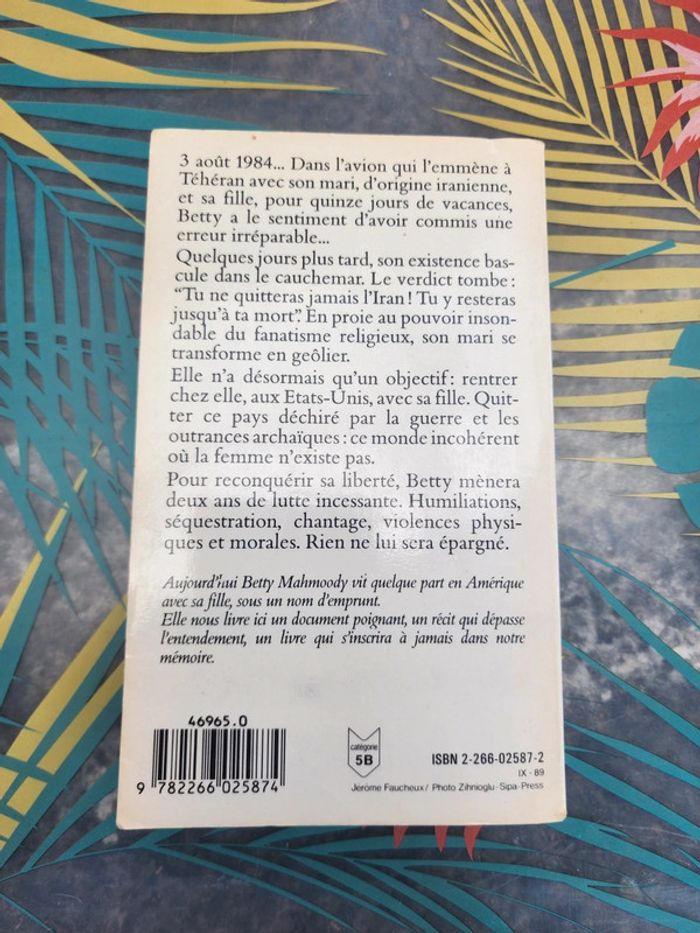 3 août 1984... Dans l'avion qui l'emmène à
Téhéran avec son mari, d'origine iranienne,
et sa fille, pour quinze jours de vacances,
Betty a le sentiment d'avoir commis une
erreur irréparable...
Quelques jours plus tard, son existence bas-
cule dans le cauchemar. Le verdict tombe :
“Tu ne quitteras jamais l'Iran ! Tu y resteras
jusqu'à ta mort”. En proie au pouvoir inson-
dable du fanatisme religieux, son mari se
transforme en geôlier.
Elle n'a désormais qu'un objectif : rentrer
chez elle, aux Etats-Unis, avec sa fille. Quit-
ter ce pays déchiré par la guerre et les
outrances archaïques : ce monde incohérent
où la femme n'existe pas.
Pour reconquérir sa liberté, Betty mènera
deux ans de lutte incessante. Humiliations,
séquestration, chantage, violences physi-
ques et morales. Rien ne lui sera épargné.
Aujourd'hui Betty Mahmoody vit quelque part en Amérique
avec sa fille, sous un nom d'emprunt.
Elle nous livre ici un document poignant, un récit qui dépasse
l'entendement, un livre qui s'inscrira à jamais dans notre
mémoire.
46965.0
9 782266 025874
catégorie
5B
ISBN 2-266-02587-2
IX - 89
Jérôme Faucheux / Photo Zihnioglu - Sipa-Press